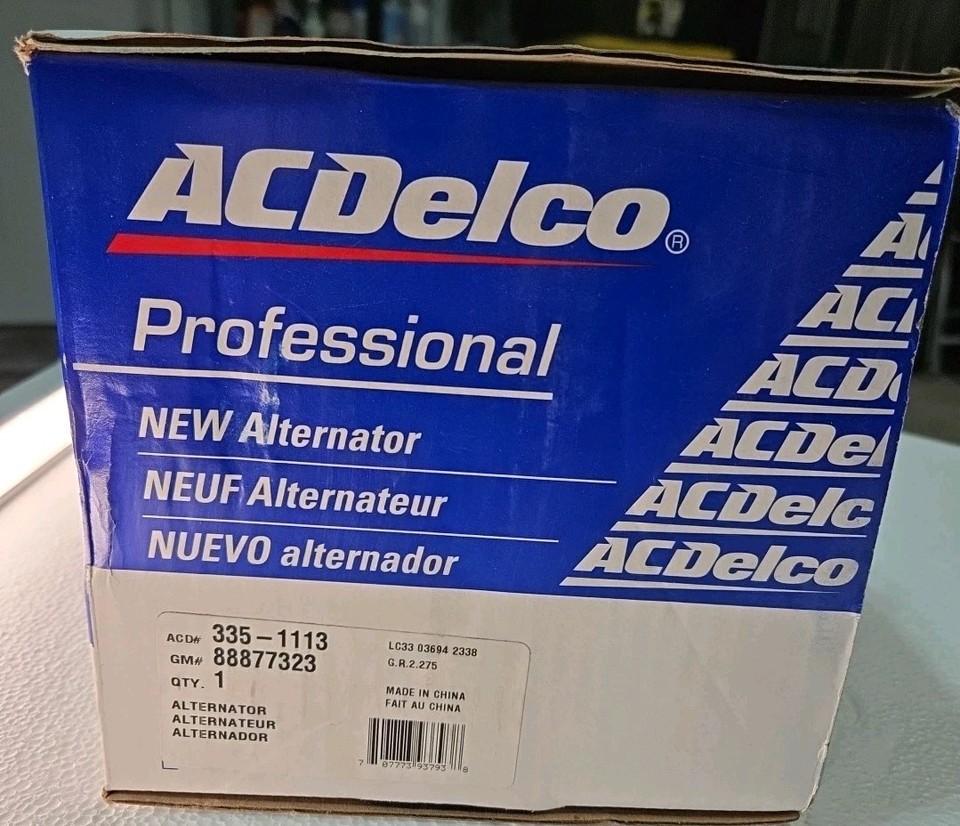 ACDelco®
Professional
NEW Alternator
NEUF Alternateur
NUEVO alternador
A
AC
ACD
ACDel
ACDelc
ACDelco
ACD# 335-1113
GM# 88877323
QTY. 1
ALTERNATOR
ALTERNATEUR
ALTERNADOR
LC33 03694 2338
G.R.2.275
MADE IN CHINA
FAIT AU CHINA
7 07773 93793 8